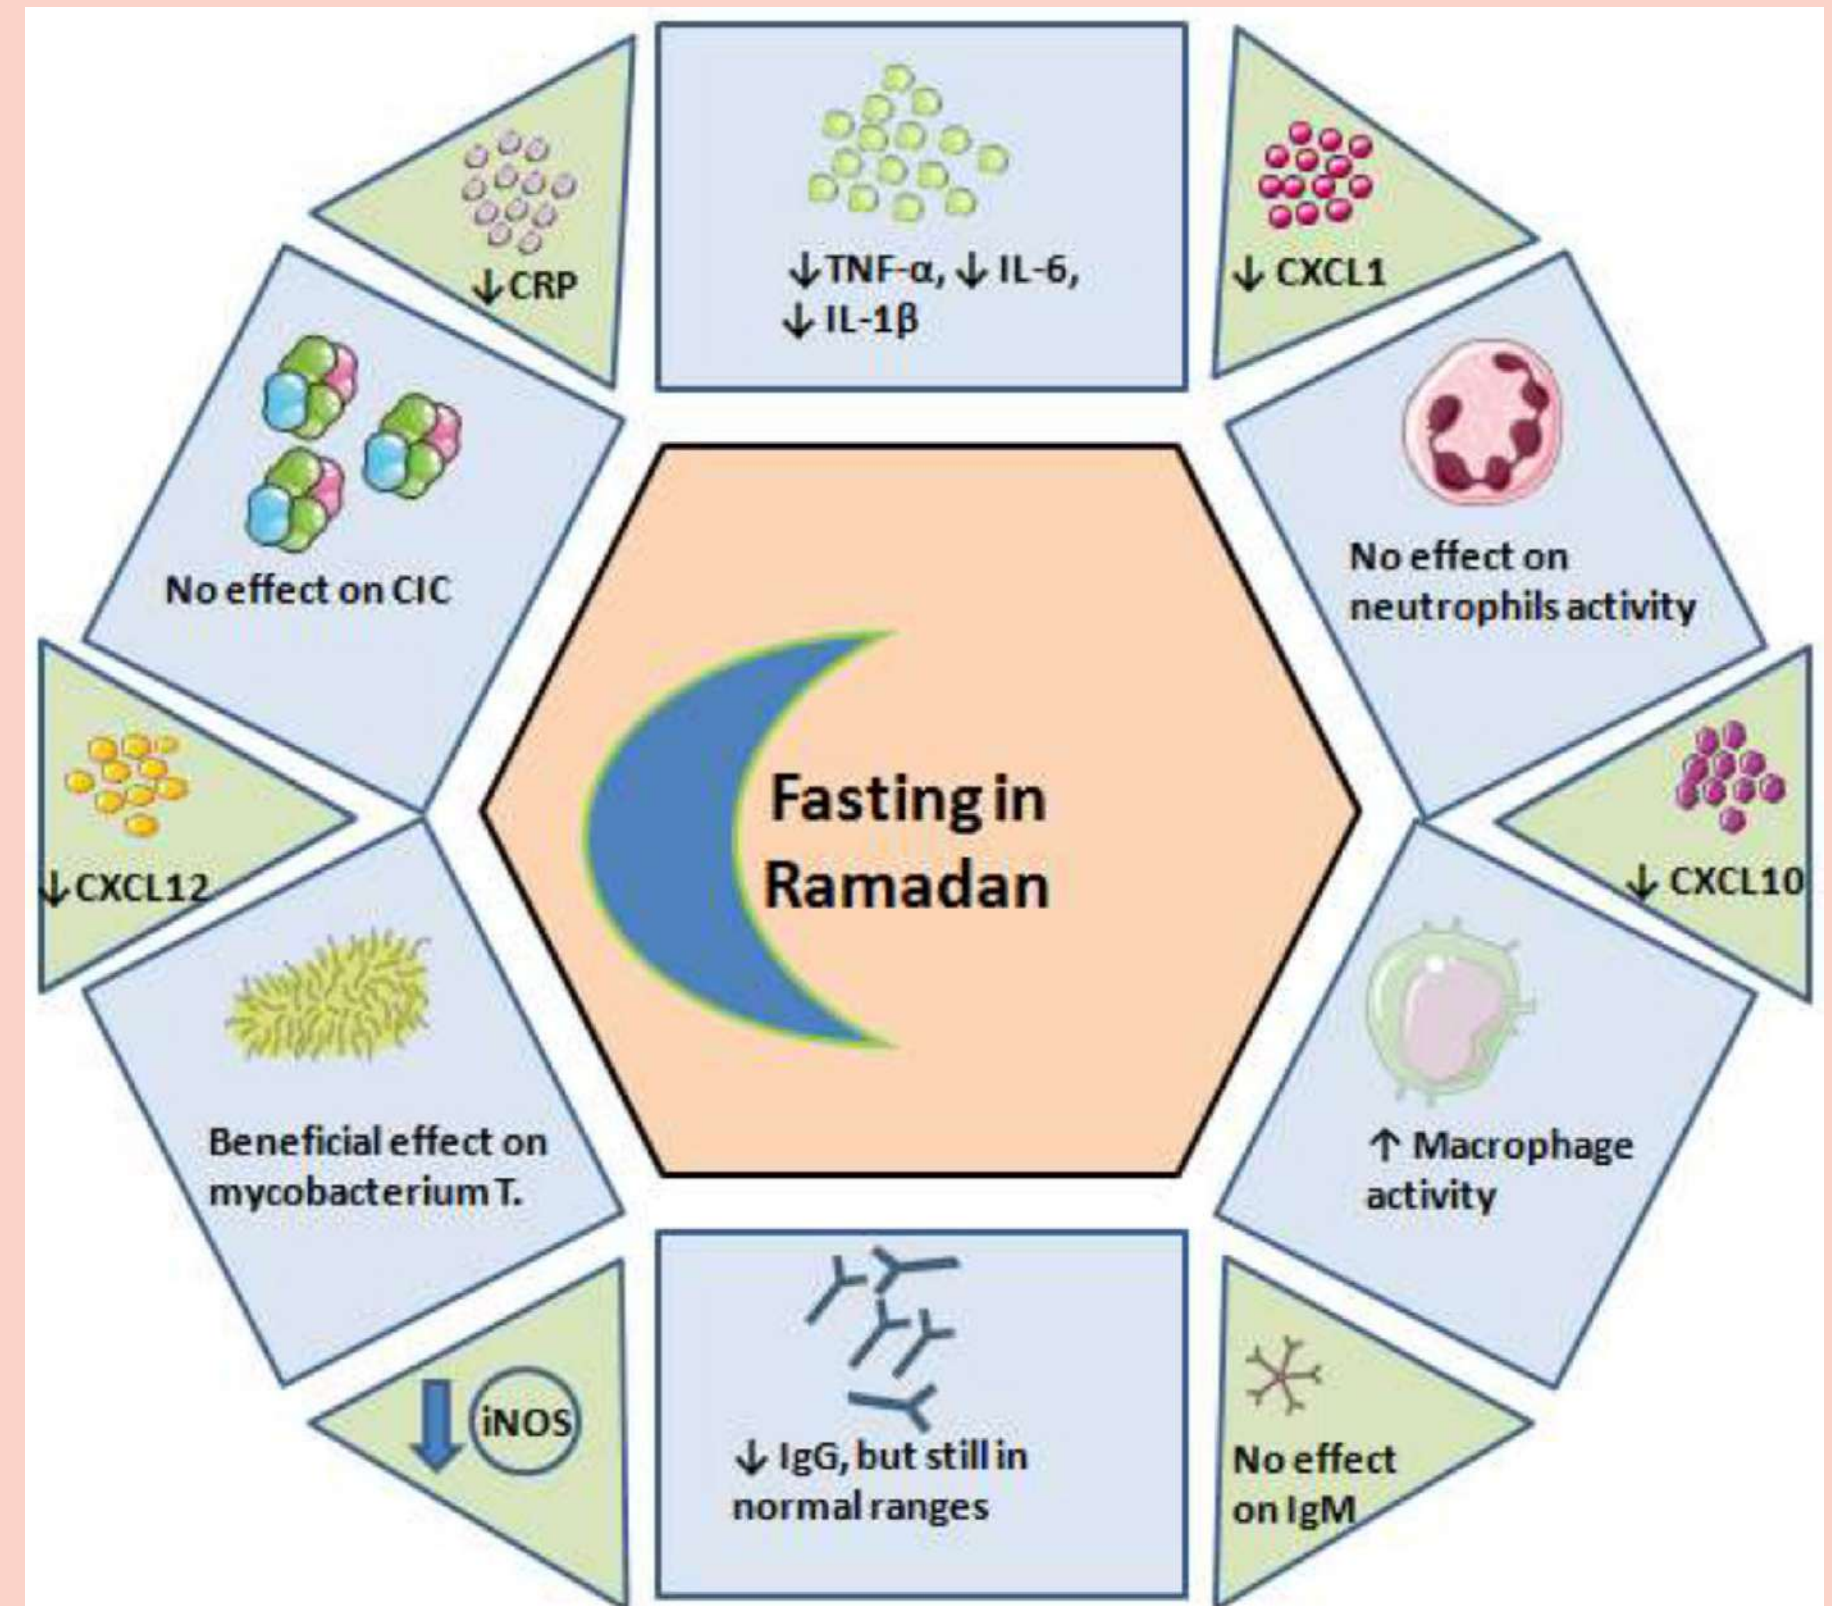 ↓TNF-α, ↓ IL-6,
↓ IL-1β
↓CRP
↓ CXCL1
No effect on CIC
No effect on
neutrophils activity
Fasting in
Ramadan
↓CXCL12
↓ CXCL10
Beneficial effect on
mycobacterium T.
↑ Macrophage
activity
iNOS
↓ IgG, but still in
normal ranges
No effect
on IgM